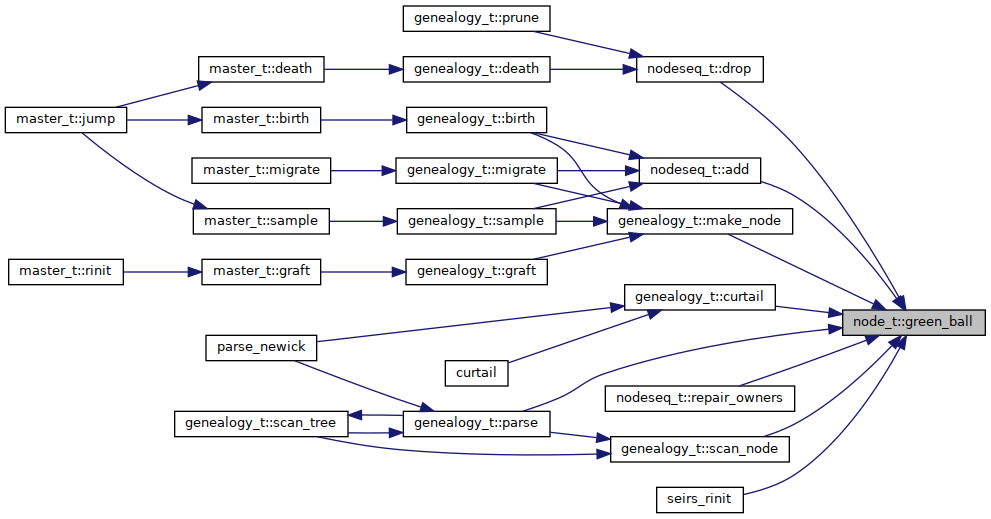 genealogy_t::prune
master_t::death
genealogy_t::death
nodeseq_t::drop
master_t::jump
master_t::birth
genealogy_t::birth
master_t::migrate
genealogy_t::migrate
nodeseq_t::add
master_t::sample
genealogy_t::sample
genealogy_t::make_node
master_t::rinit
master_t::graft
genealogy_t::graft
genealogy_t::curtail
node_t::green_ball
parse_newick
curtail
nodeseq_t::repair_owners
genealogy_t::scan_tree
genealogy_t::parse
genealogy_t::scan_node
seirs_rinit